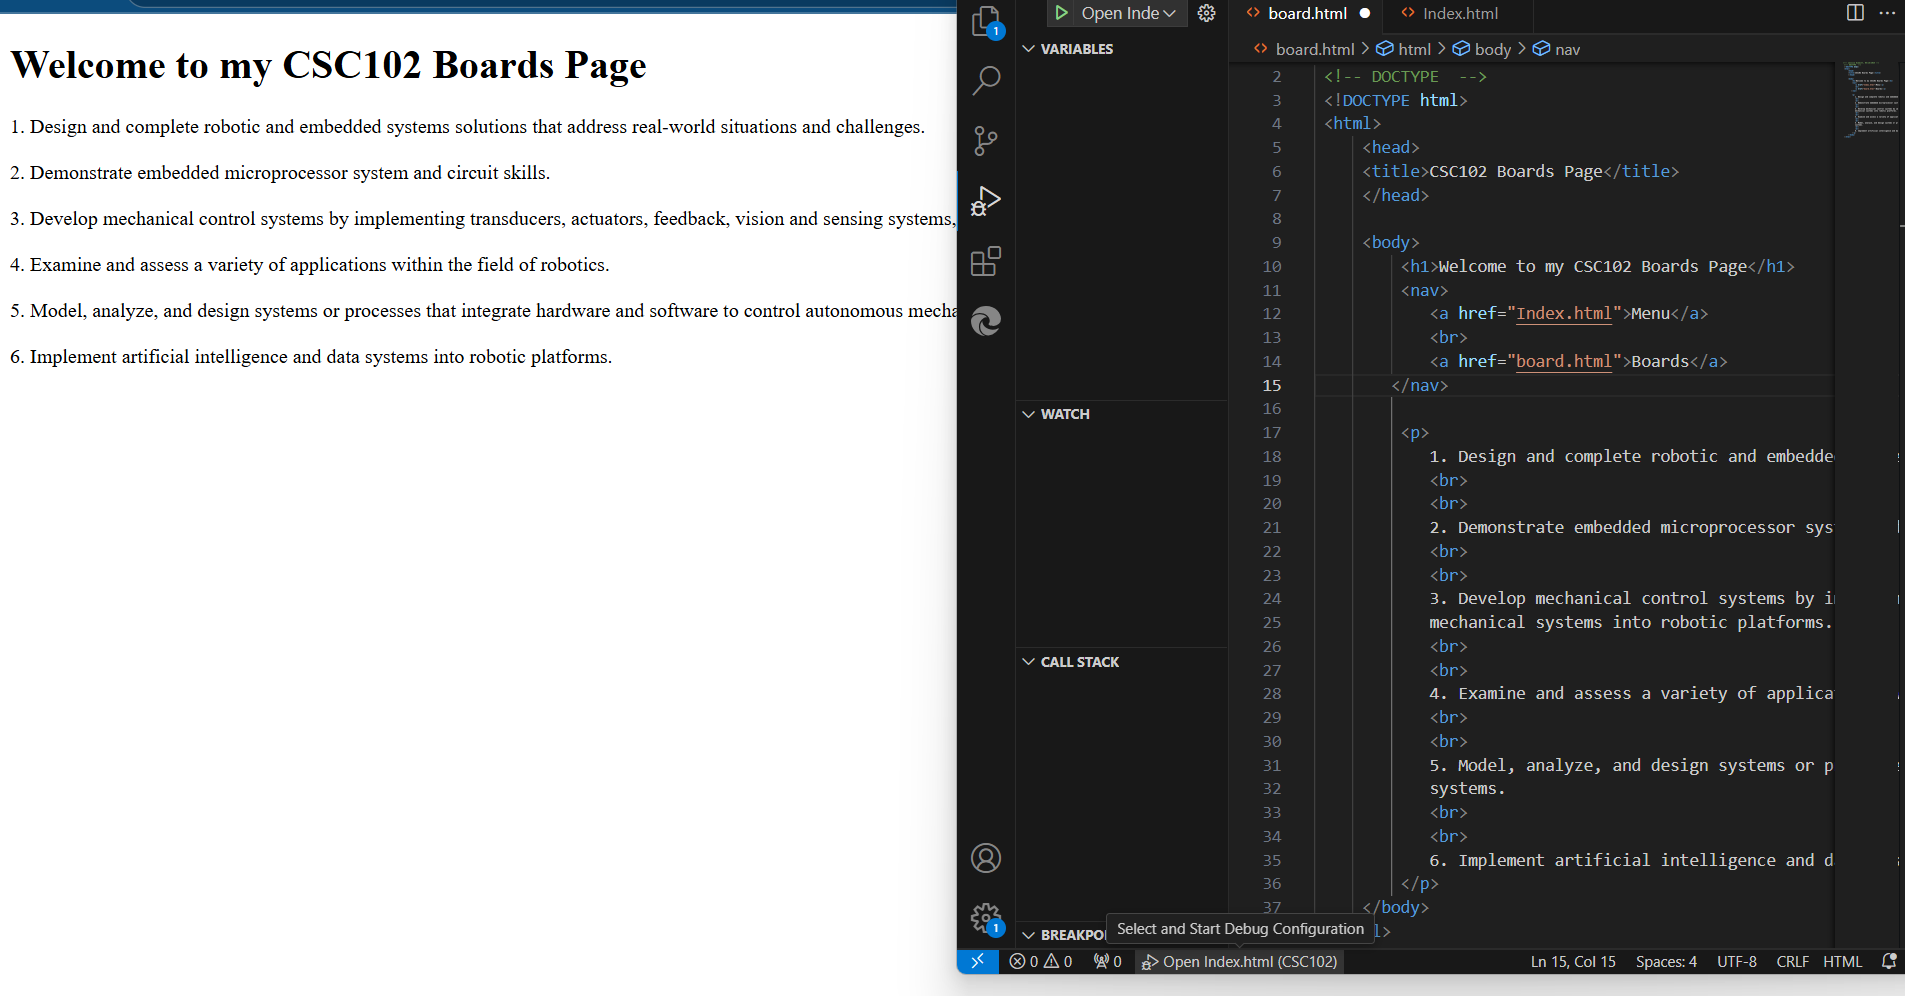 Welcome to my CSC102 Boards Page
1. Design and complete robotic and embedded systems solutions that address real-world situations and challenges.
2. Demonstrate embedded microprocessor system and circuit skills.
3. Develop mechanical control systems by implementing transducers, actuators, feedback, vision and sensing systems,
4. Examine and assess a variety of applications within the field of robotics.
5. Model, analyze, and design systems or processes that integrate hardware and software to control autonomous mecha
6. Implement artificial intelligence and data systems into robotic platforms.
1
Open Inde
board.html
Index.html
VARIABLES
board.html > html > body > nav
2 <!-- DOCTYPE -->
3 <!DOCTYPE html>
4 <html>
5 <head>
6 <title>CSC102 Boards Page</title>
7 </head>
8
9 <body>
10 <h1>Welcome to my CSC102 Boards Page</h1>
11 <nav>
12 <a href="Index.html">Menu</a>
13 <br>
14 <a href="board.html">Boards</a>
15 </nav>
16
17 <p>
18 1. Design and complete robotic and embedde
19 <br>
20 <br>
21 2. Demonstrate embedded microprocessor sys
22 <br>
23 <br>
24 3. Develop mechanical control systems by i
25 mechanical systems into robotic platforms.
26 <br>
27 <br>
28 4. Examine and assess a variety of applica
29 <br>
30 <br>
31 5. Model, analyze, and design systems or p
32 systems.
33 <br>
34 <br>
35 6. Implement artificial intelligence and d
36 </p>
37 </body>
l>
WATCH
CALL STACK
BREAKPO
Select and Start Debug Configuration
1
0 0 0 Open Index.html (CSC102) Ln 15, Col 15 Spaces: 4 UTF-8 CRLF HTML